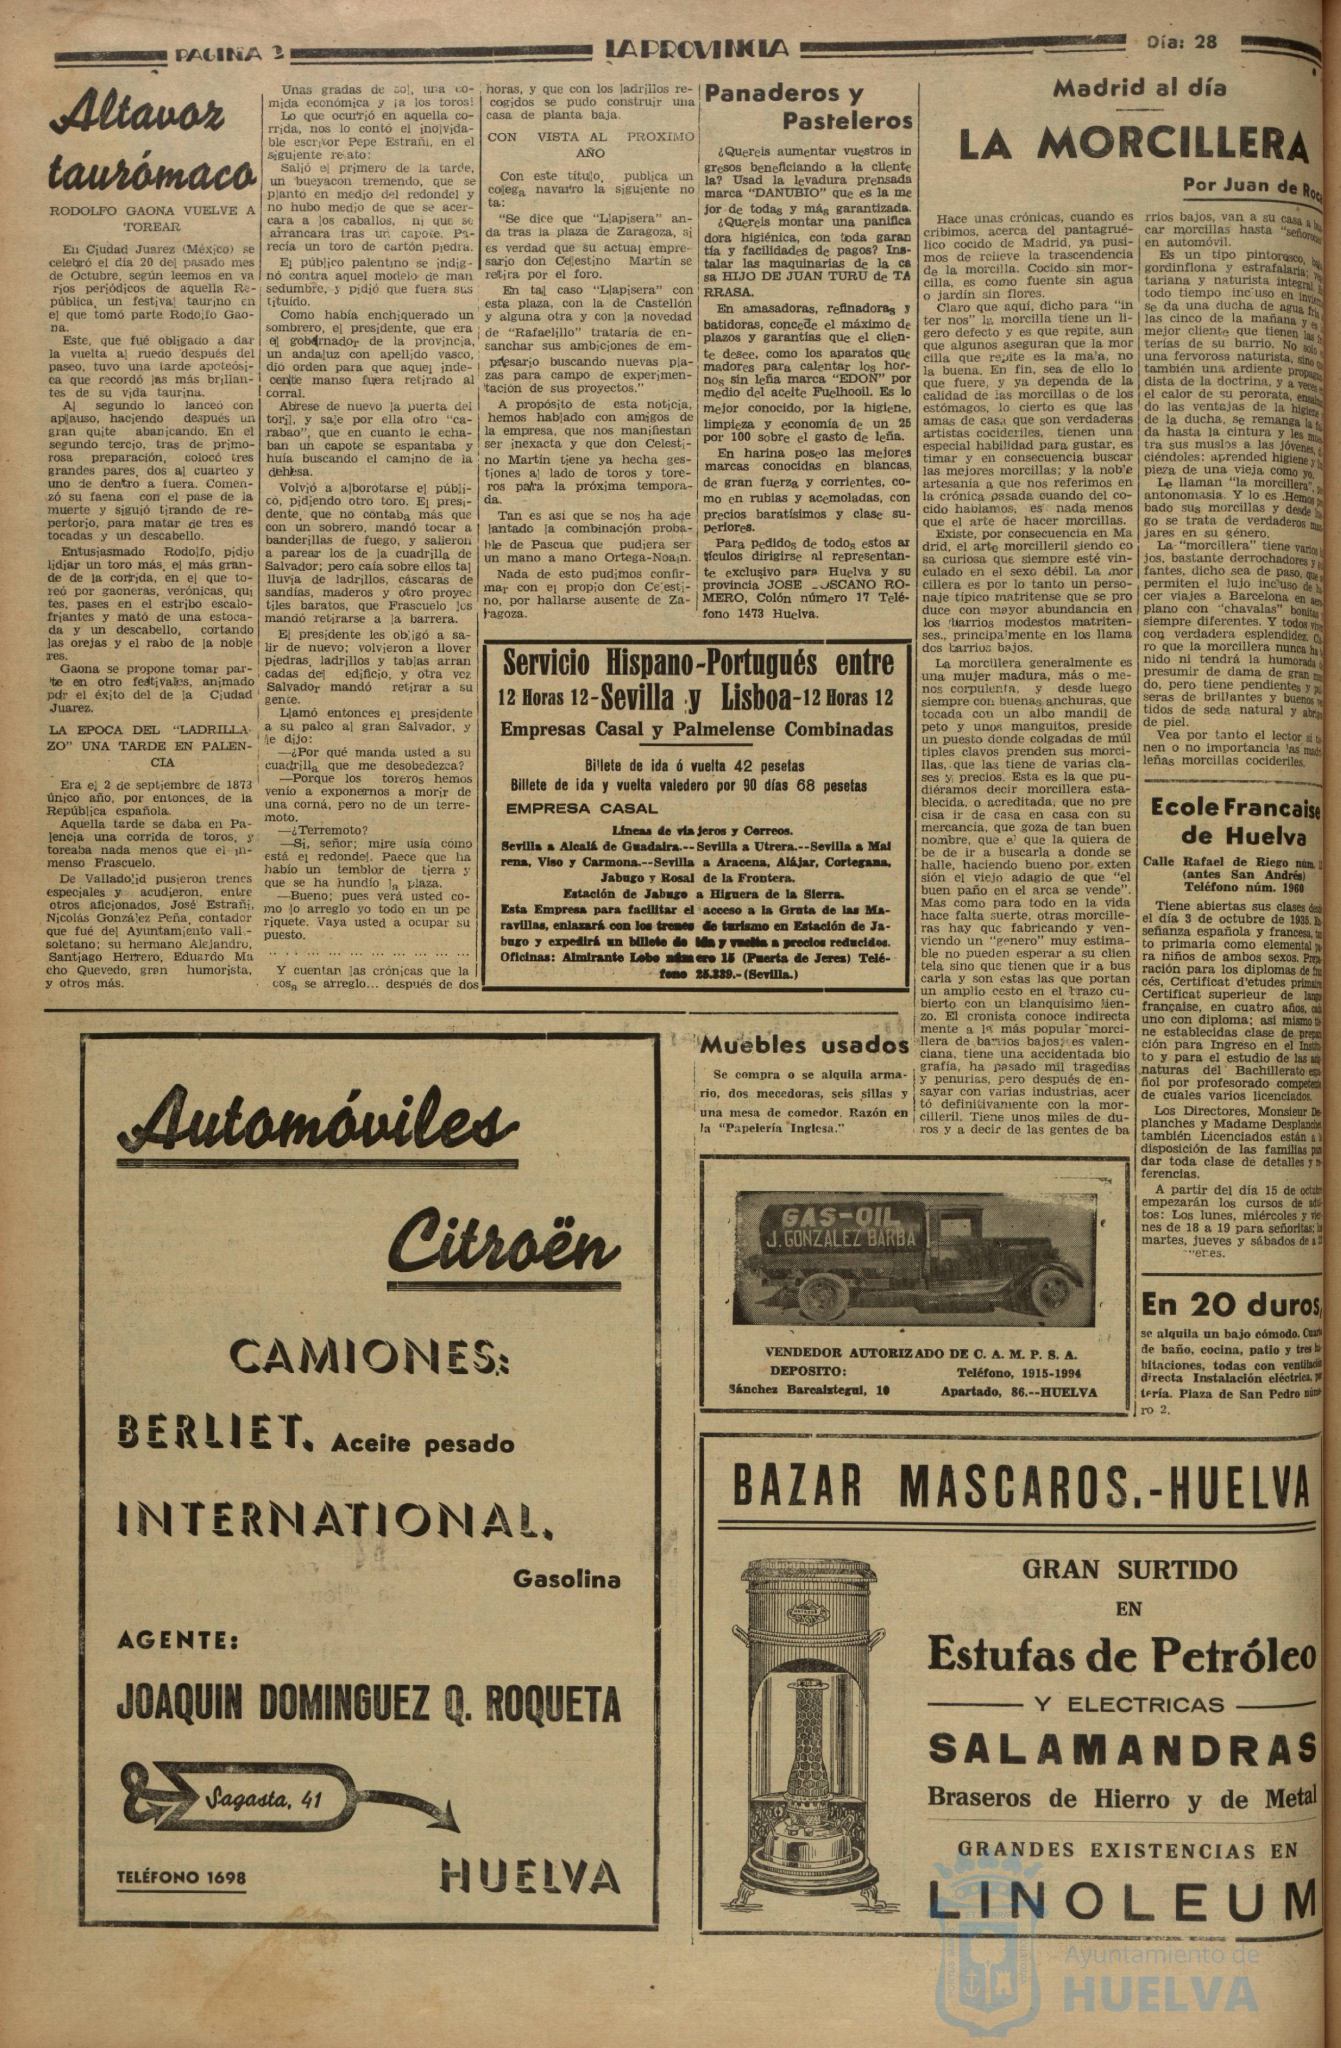 PAGINA 2
LA PROVINCIA
Día: 28
Altavoz
taurómaco
RODOLFO GAONA VUELVE A
TOREAR
En Ciudad Juarez (México) se
celebró el día 20 del pasado mes
de Octubre, según leemos en va
rios periódicos de aquella Re-
pública, un festival taurino en
el que tomó parte Rodolfo Gao-
na.
Este, que fué obligado a dar
la vuelta al ruedo después del
paseo, tuvo una tarde apoteósi-
ca que recordó las más brillan-
tes de su vida taurina.
Al segundo lo lanceó con
aplauso, haciendo después un
gran quite abanicando. En el
segundo tercio, tras de primo-
rosa preparación, colocó tres
grandes pares, dos al cuarteo y
uno de dentro a fuera. Comen-
zó su faena con el pase de la
muerte y siguió tirando de re-
pertorio, para matar de tres es
tocadas y un descabello.
Entusjasmado Rodolfo, pidio
lidiar un toro más el más gran-
de de la corrida, en el que to-
reó por gaoneras, verónicas, qui
tes, pases en el estribo escalo-
friantes y mató de una estoca-
da y un descabello, cortando
las orejas y el rabo de la noble
res.
Gaona se propone tomar par-
te en otro festivales, animado
por el éxito del de la Ciudad
Juarez.
LA EPOCA DEL "LADRILLA-
ZO" UNA TARDE EN PALEN-
CIA
Era el 2 de septiembre de 1873
único año, por entonces, de la
República española.
Aquella tarde se daba en Pa-
lencia una corrida de toros, y
toreaba nada menos que el in-
menso Frascuelo.
De Valladolid pusieron trenes
especiales y acudieron, entre
otros aficionados, José Estrañi,
Nicolás González Peña, contador
que fué del Ayuntamiento vall-
soletano; su hermano Alejandro,
Santiago Herrero, Eduardo Ma
cho Quevedo, gran humorista,
y otros más.
Unas gradas de sol, una co-
mida económica y ¡a los toros!
Lo que ocurrió en aquella co-
rrida, nos lo contó el inolvida-
ble escritor Pepe Estrañi, en el
siguiente relato:
Salió el primero de la tarde,
un bueyacon tremendo, que se
planto en medio del redondel y
no hubo medio de que se acer-
cara a los caballos, ni que se
arrancara tras un capote. Pa-
recía un toro de cartón piedra.
El público palentino se indig-
nó contra aquel modelo de man
sedumbre, y pidió que fuera sus
tituído.
Como había enchiquerado un
sombrero, el presidente, que era
el gobernador de la provincia,
un andaluz con apellido vasco,
dió orden para que aquel inde-
cente manso fuera retirado al
corral.
Abrese de nuevo la puerta del
toril, y sale por ella otro "ca-
rabao", que en cuanto le echa-
ban un capote se espantaba y
huía buscando el camino de la
dehesa.
Volvió a alborotarse el públi-
co, pidiendo otro toro. El presi-
dente, que no contaba más que
con un sobrero, mandó tocar a
banderillas de fuego, y salieron
a parear los de la cuadrilla de
Salvador; pero caía sobre ellos tal
lluvia de ladrillos, cáscaras de
sandías, maderos y otro proyec
tiles baratos, que Frascuelo los
mandó retirarse a la barrera.
El presidente les obligó a sa-
lir de nuevo; volvieron a llover
piedras, ladrillos y tablas arran
cadas del edificio, y otra vez
Salvador mandó retirar a su
gente.
Llamó entonces el presidente
a su palco al gran Salvador, y
le dijo:
—¿Por qué manda usted a su
cuadrilla que me desobedezca?
—Porque los toreros hemos
venío a exponernos a morir de
una corná, pero no de un terre-
moto.
—¿Terremoto?
—Si, señor; mire usía cómo
está el redondel. Paece que ha
habío un temblor de tierra y
que se ha hundío la plaza.
—Bueno; pues verá usted co-
mo lo arreglo yo todo en un pe
riquete. Vaya usted a ocupar su
puesto.
.. ... ... ... ... ... ... ... ...
Y cuentan las crónicas que la
cosa se arregló... después de dos
horas, y que con los ladrillos re-
cogidos se pudo construir una
casa de planta baja.
CON VISTA AL PROXIMO
AÑO
Con este título, publica un
colega navarro la siguiente no
ta:
"Se dice que "Llapisera" an-
da tras la plaza de Zaragoza, si
es verdad que su actual empre-
sario don Celestino Martín se
retira por el foro.
En tal caso "Llapisera" con
esta plaza, con la de Castellón
y alguna otra y con la novedad
de "Rafaelillo" trataría de en-
sanchar sus ambiciones de em-
presario buscando nuevas pla-
zas para campo de experimen-
tación de sus proyectos."
A propósito de esta noticia,
hemos hablado con amigos de
la empresa, que nos manifiestan
ser inexacta y que don Celesti-
no Martín tiene ya hecha ges-
tiones al lado de toros y tore-
ros para la próxima tempora-
da.
Tan es así que se nos ha ade
lantado la combinación proba-
ble de Pascua que pudiera ser
un mano a mano Ortega-Noaín.
Nada de esto pudimos confir
mar con el propio don Celesti-
no, por hallarse ausente de Za-
ragoza.
Panaderos y
Pasteleros
¿Quereis aumentar vuestros in
gresos beneficiando a la cliente
la? Usad la levadura prensada
marca "DANUBIO" que es la me
jor de todas y más garantizada.
¿Quereis montar una panifica
dora higiénica, con toda garan
tía y facilidades de pagos? Ins-
talar las maquinarias de la ca
sa HIJO DE JUAN TURU de TA
RRASA.
En amasadoras, refinadoras y
batidoras, concede el máximo de
plazos y garantías que el clien-
te desee, como los aparatos que
madores para calentar los hor-
nos sin leña marca "EDON" por
medio del aceite Fuelhooil. Es lo
mejor conocido, por la higiene,
limpieza y economía de un 25
por 100 sobre el gasto de leña.
En harina poseo las mejores
marcas conocidas en blancas,
de gran fuerza y corrientes, co-
mo en rubias y acemoladas, con
precios baratísimos y clase su-
periores.
Para pedidos de todos estos ar
tículos dirigirse al representan-
te exclusivo para Huelva y su
provincia JOSE LOSCANO RO-
MERO, Colón número 17 Telé-
fono 1473 Huelva.
Servicio Hispano-Portugués entre
12 Horas 12-Sevilla y Lisboa-12 Horas 12
Empresas Casal y Palmelense Combinadas
Billete de ida ó vuelta 42 pesetas
Billete de ida y vuelta valedero por 90 días 68 pesetas
EMPRESA CASAL
Líneas de viajeros y Correos.
Sevilla a Alcalá de Guadaira.--Sevilla a Utrera.--Sevilla a Mai
rena, Viso y Carmona.--Sevilla a Aracena, Alájar, Cortegana,
Jabugo y Rosal de la Frontera.
Estación de Jabugo a Higuera de la Sierra.
Esta Empresa para facilitar el acceso a la Gruta de las Ma-
ravillas, enlazará con los trenes de turismo en Estación de Ja-
bugo y expedirá un billete de ida y vuelta a precios reducidos.
Oficinas: Almirante Lobo número 15 (Puerta de Jerez) Telé-
fono 25.339.-(Sevilla.)
Madrid al día
LA MORCILLERA
Por Juan de Roca
Hace unas crónicas, cuando es
cribimos, acerca del pantagrué-
lico cocido de Madrid, ya pusi-
mos de relieve la trascendencia
de la morcilla. Cocido sin mor-
cilla, es como fuente sin agua
o jardín sin flores.
Claro que aquí, dicho para "in
ter nos" la morcilla tiene un li-
gero defecto y es que repite, aun
que algunos aseguran que la mor
cilla que repite es la mala, no
la buena. En fin, sea de ello lo
que fuere, y ya dependa de la
calidad de las morcillas o de los
estómagos, lo cierto es que las
amas de casa que son verdaderas
artistas cocideriles, tienen una
especial habilidad para gustar, es
timar y en consecuencia buscar
las mejores morcillas; y la noble
artesanía a que nos referimos en
la crónica pasada cuando del co-
cido hablamos, es nada menos
que el arte de hacer morcillas.
Existe, por consecuencia en Ma
drid, el arte morcilleril siendo co
sa curiosa que siempre esté vin-
culado en el sexo débil. La mor
cillera es por lo tanto un perso-
naje típico matritense que se pro
duce con mayor abundancia en
los barrios modestos matriten-
ses, principalmente en los llama
dos barrios bajos.
La morcillera generalmente es
una mujer madura, más o me-
nos corpulenta, y desde luego
siempre con buenas anchuras, que
tocada con un albo mandil de
peto y unos manguitos, preside
un puesto donde colgadas de múl
tiples clavos prenden sus morci-
llas, que las tiene de varias cla-
ses y precios. Esta es la que pu-
diéramos decir morcillera esta-
blecida, o acreditada, que no pre
cisa ir de casa en casa con su
mercancía, que goza de tan buen
nombre, que el que la quiera de
be de ir a buscarla a donde se
halle, haciendo bueno por exten
sión el viejo adagio de que "el
buen paño en el arca se vende".
Mas como para todo en la vida
hace falta suerte, otras morcille-
ras hay que fabricando y ven-
viendo un "genero" muy estima-
ble no pueden esperar a su clien
tela sino que tienen que ir a bus
carla y son estas las que portan
un amplio cesto en el brazo cu-
bierto con un blanquísimo lien-
zo. El cronista conoce indirecta
mente a la más popular morci-
llera de barrios bajos; es valen-
ciana, tiene una accidentada bio
grafía, ha pasado mil tragedias
y penurias, pero después de en-
sayar con varias industrias, acer
tó definitivamente con la mor-
cilleril. Tiene unos miles de du-
ros y a decir de las gentes de ba
rrios bajos, van a su casa a
car morcillas hasta "señorones"
en automóvil.
Es un tipo pintoresco,
gordinflona y estrafalaria;
tariana y naturista integral
todo tiempo incluso en invierno
se da una ducha de agua fría
las cinco de la mañana y es
mejor cliente que tienen las
terías de su barrio. No solo
una fervorosa naturista, sino
también una ardiente propagan
dista de la doctrina, y a veces
el calor de su perorata,
do las ventajas de la higiene
de la ducha, se remanga la
da hasta la cintura y les
tra sus muslos a las jóvenes,
ciéndoles: aprended higiene y
pieza de una vieja como yo.
Le llaman "la morcillera",
antonomasia. Y lo es. Hemos
bado sus morcillas y desde
go se trata de verdaderos
jares en su género.
La "morcillera" tiene varios
jos, bastante derrochadores y
fantes, dicho sea de paso, que
permiten el lujo incluso de
cer viajes a Barcelona en aero
plano con "chavalas" bonitas
siempre diferentes. Y todos
con verdadera esplendidez.
ro que la morcillera nunca ha
nido ni tendrá la humorada
presumir de dama de gran
do, pero tiene pendientes y
seras de brillantes y buenos
tidos de seda natural y
de piel.
Vea por tanto el lector si
nen o no importancia las
leñas morcillas cocideriles.
Ecole Francaise
de Huelva
Calle Rafael de Riego núm.
(antes San Andrés)
Teléfono núm. 1960
Tiene abiertas sus clases desde
el día 3 de octubre de 1935. En-
señanza española y francesa,
to primaria como elemental
ra niños de ambos sexos. Prepa-
ración para los diplomas de fran
cés, Certificat d'etudes primaire
Certificat superieur de langue
française, en cuatro años, cada
uno con diploma; así mismo tie-
ne establecidas clase de prepara
ción para Ingreso en el Institu-
to y para el estudio de las asig-
naturas del Bachillerato espa-
ñol por profesorado competente
de cuales varios licenciados.
Los Directores, Monsieur Des-
planches y Madame Desplanches
también Licenciados están a la
disposición de las familias para
dar toda clase de detalles y re-
ferencias.
A partir del día 15 de octubre
empezarán los cursos de adul-
tos: Los lunes, miércoles y vier-
nes de 18 a 19 para señoritas; los
martes, jueves y sábados de a
Muebles usados
Se compra o se alquila arma-
rio, dos mecedoras, seis sillas y
una mesa de comedor. Razón en
la "Papelería Inglesa."
Automóviles
Citroën
CAMIONES:
BERLIET. Aceite pesado
INTERNATIONAL.
Gasolina
AGENTE:
JOAQUIN DOMINGUEZ Q. ROQUETA
Sagasta, 41
TELÉFONO 1698
HUELVA
GAS-OIL
J. GONZALEZ BARBA
VENDEDOR AUTORIZADO DE C. A. M. P. S. A.
DEPOSITO:
Teléfono, 1915-1994
Sánchez Barcaiztegui, 10
Apartado, 86.--HUELVA
En 20 duros,
se alquila un bajo cómodo. Cuarto
de baño, cocina, patio y tres ha-
bitaciones, todas con ventilación
directa Instalación eléctrica, por
tería. Plaza de San Pedro núme-
ro 2.
BAZAR MASCAROS.-HUELVA
GRAN SURTIDO
EN
Estufas de Petróleo
Y ELECTRICAS
SALAMANDRAS
Braseros de Hierro y de Metal
GRANDES EXISTENCIAS EN
LINOLEUM
Ayuntamiento de
HUELVA